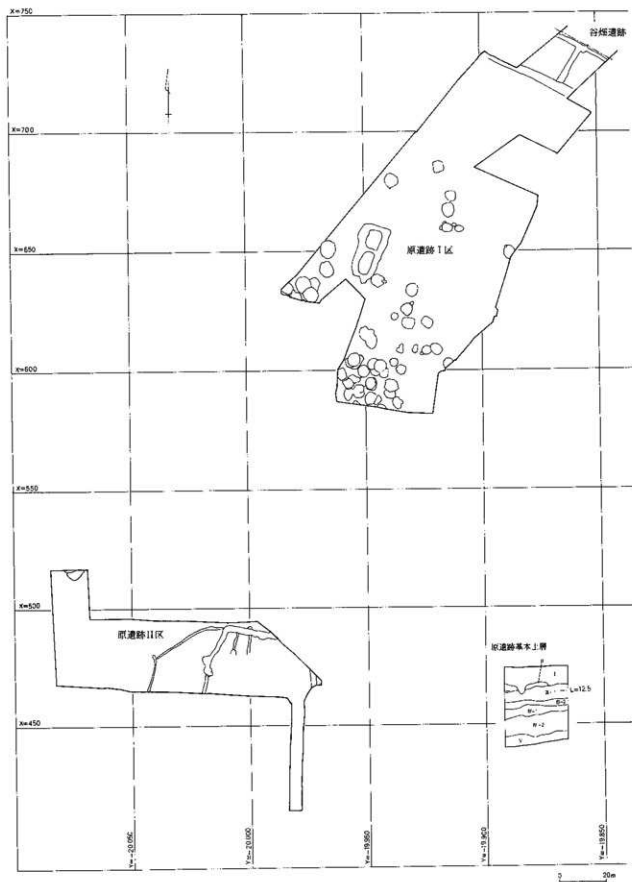 X=750
谷畑遺跡
X=700
X=650
原遺跡I区
X=600
X=550
X=500
原遺跡II区
原遺跡基本土層
I
L=12.5
X=450
V
Y=-20.050
Y=-20.000
Y=-19.950
Y=-19.900
Y=-19.850
0 20m